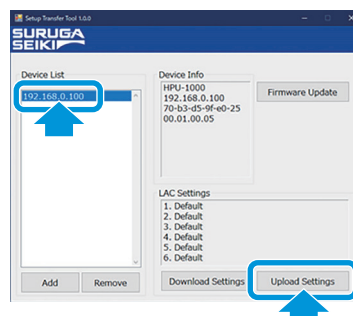 Setup Transfer Tool 1.0.0
SURUGA
SEIKI
Device List
192.168.0.100
Add
Remove
Device Info
HPU-1000
192.168.0.100
70-b3-d5-9f-e0-25
00.01.00.05
Firmware Update
LAC Settings
1. Default
2. Default
3. Default
4. Default
5. Default
6. Default
Download Settings
Upload Settings